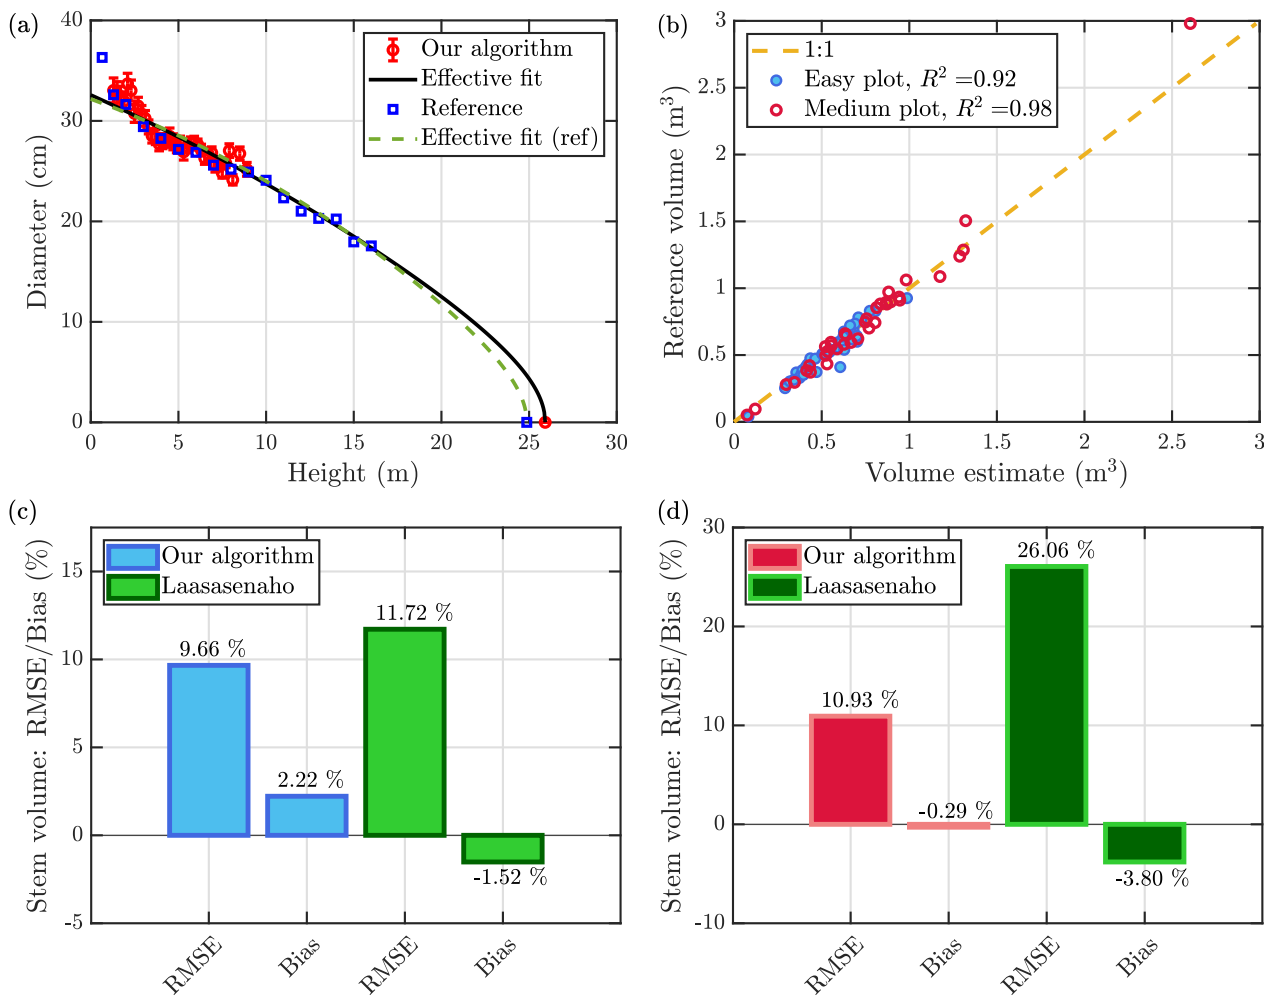 (a)
40
30
20
10
0
0 5 10 15 20 25 30
Diameter (cm)
Height (m)
Our algorithm
Effective fit
Reference
Effective fit (ref)
(b)
3
2.5
2
1.5
1
0.5
0
0 0.5 1 1.5 2 2.5 3
Reference volume (m³)
Volume estimate (m³)
1:1
Easy plot, R² =0.92
Medium plot, R² =0.98
(c)
15
10
5
0
-5
Stem volume: RMSE/Bias (%)
Our algorithm
Laasasenaho
9.66 %
2.22 %
11.72 %
-1.52 %
RMSE Bias RMSE Bias
(d)
30
20
10
0
-10
Stem volume: RMSE/Bias (%)
Our algorithm
Laasasenaho
10.93 %
-0.29 %
26.06 %
-3.80 %
RMSE Bias RMSE Bias